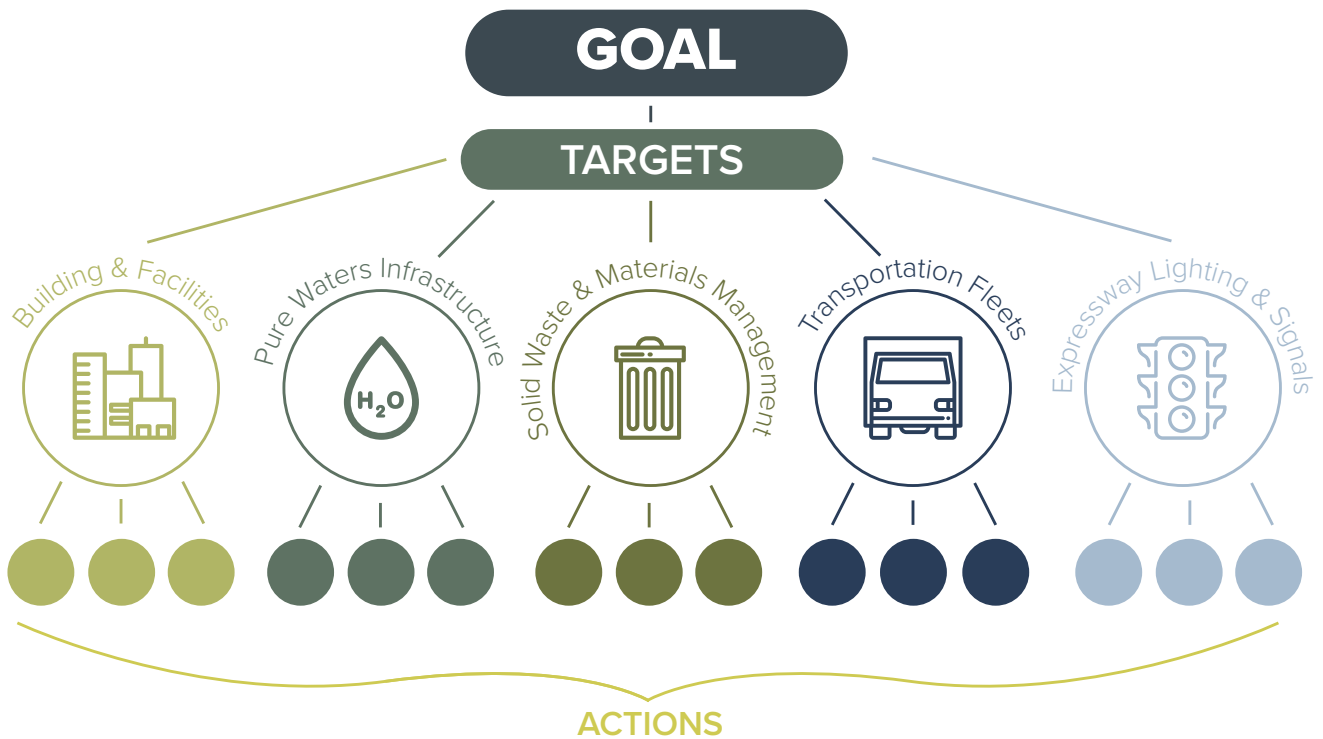 GOAL
TARGETS
Building & Facilities
Pure Waters Infrastructure
Solid Waste & Materials Management
Transportation Fleets
Expressway Lighting & Signals
H₂O
ACTIONS